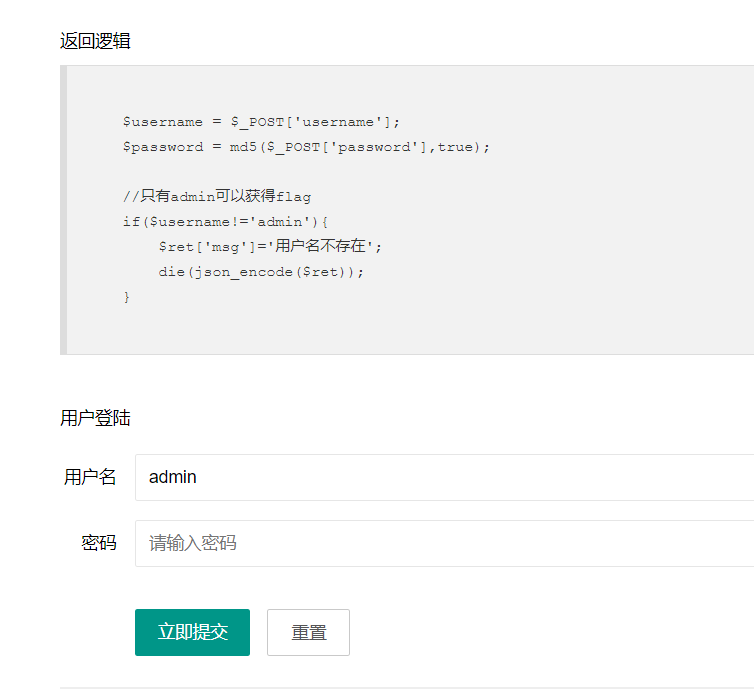 返回逻辑
$username = $_POST['username'];
$password = md5($_POST['password'],true);
//只有admin可以获得flag
if($username!='admin'){
    $ret['msg']='用户名不存在';
    die(json_encode($ret));
}
用户登陆
用户名 admin
密码 请输入密码
立即提交 重置